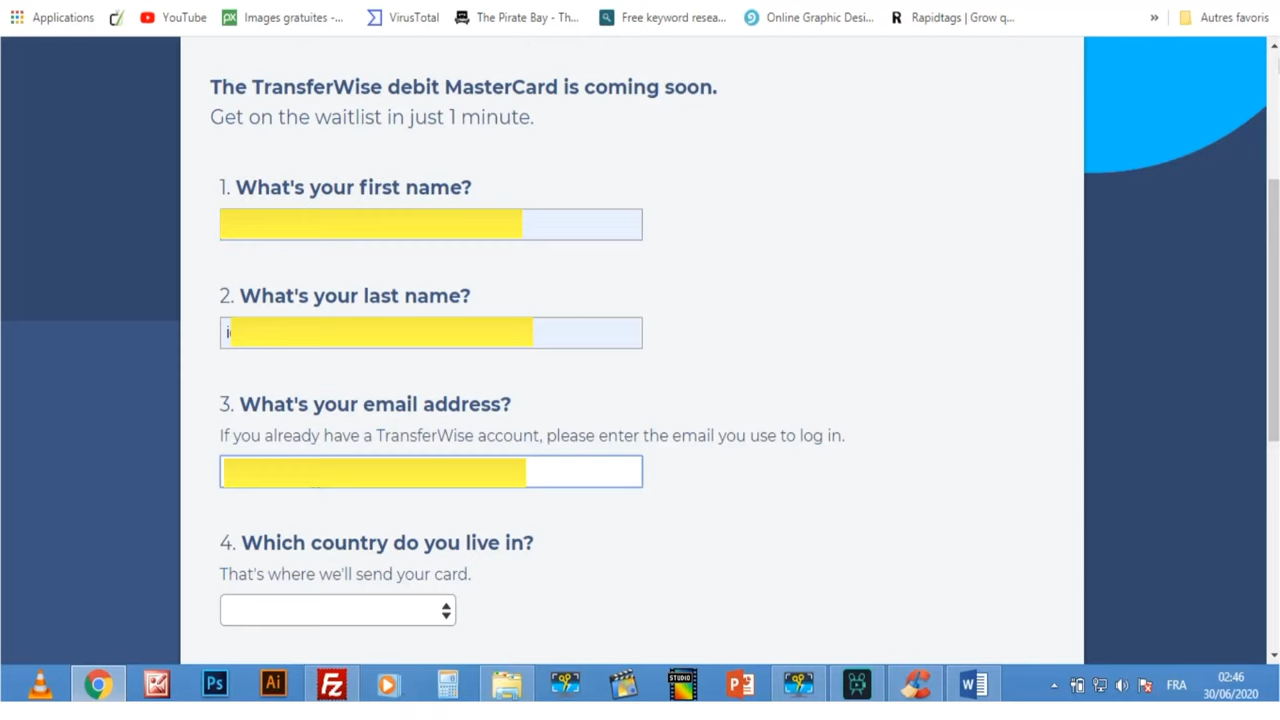 Applications YouTube Images gratuites -... VirusTotal The Pirate Bay - Th... Free keyword resea... Online Graphic Desi... R Rapidtags | Grow q... » Autres favoris
The TransferWise debit MasterCard is coming soon.
Get on the waitlist in just 1 minute.
1. What's your first name?
2. What's your last name?
3. What's your email address?
If you already have a TransferWise account, please enter the email you use to log in.
4. Which country do you live in?
That's where we'll send your card.
Ps Ai Fz STUDIO P W FRA 02:46
30/06/2020